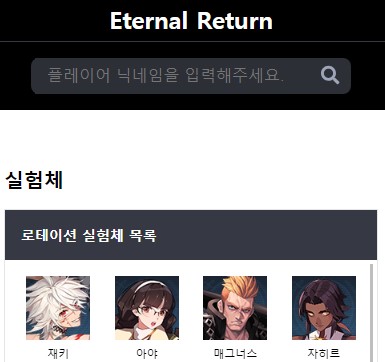 Eternal Return
플레이어 닉네임을 입력해주세요.
실험체
로테이션 실험체 목록
재키
아야
매그너스
자히르